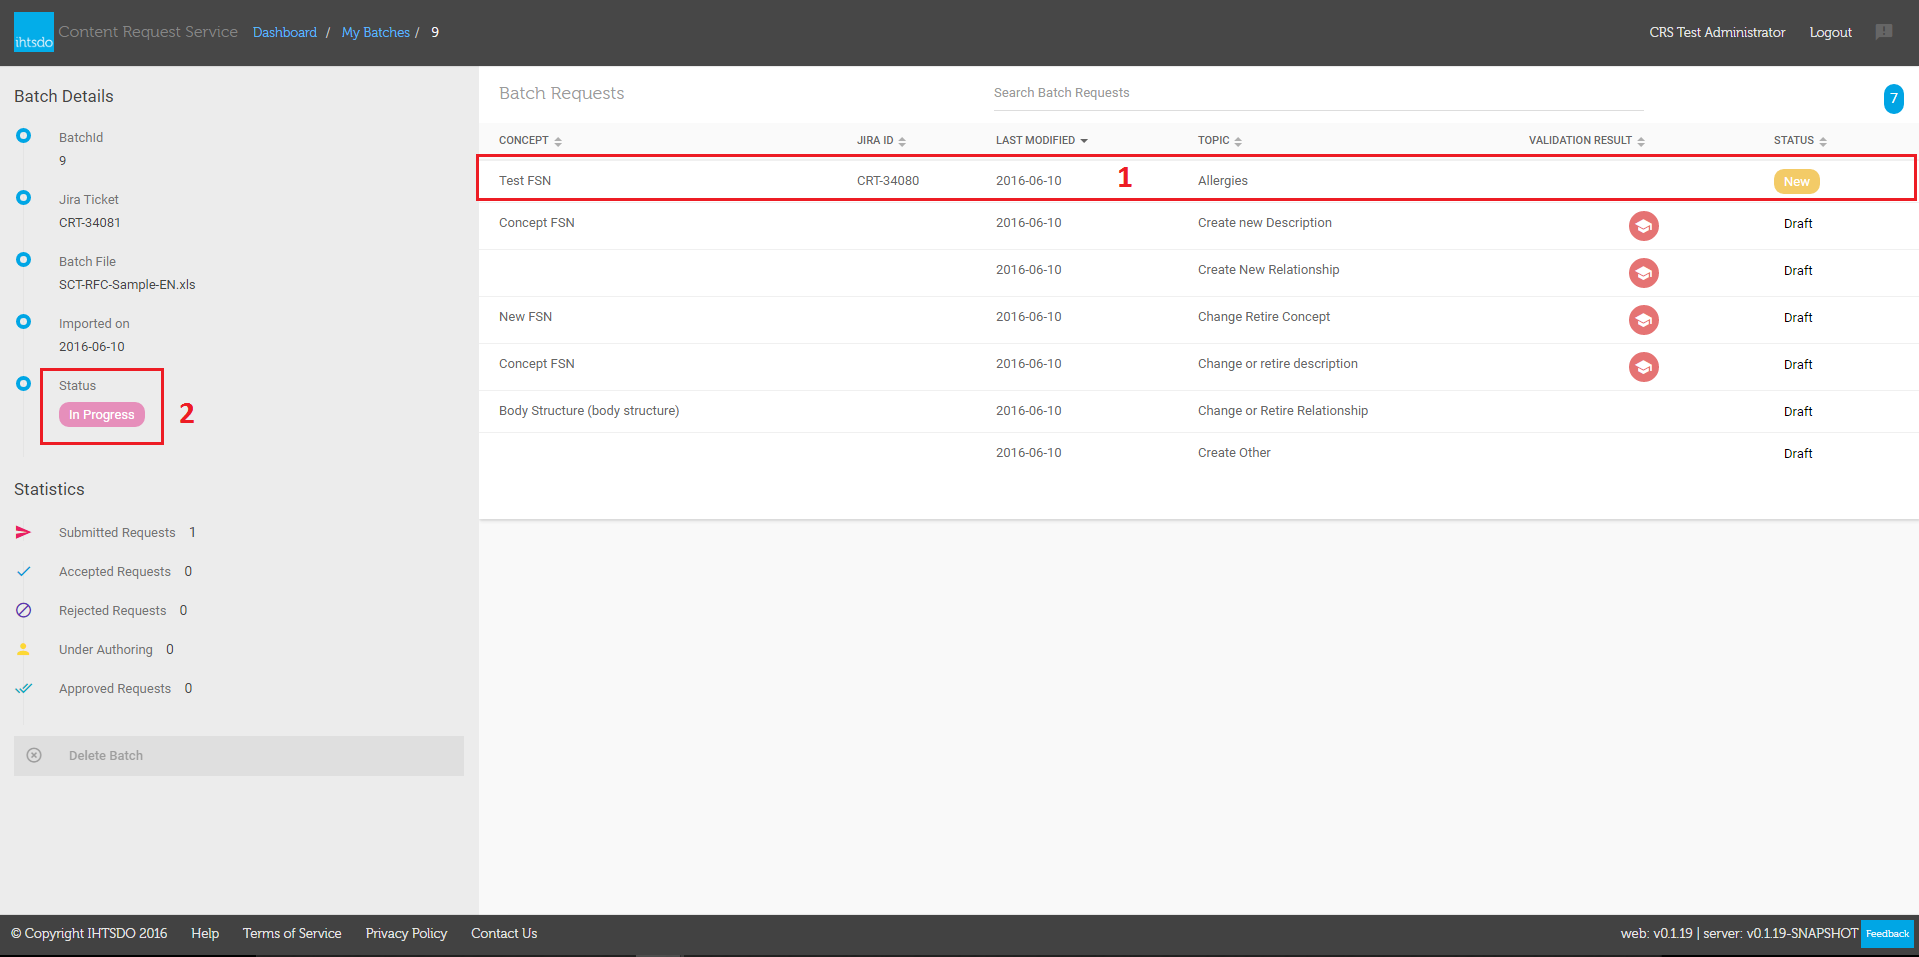 ihtsdo Content Request Service Dashboard / My Batches / 9 CRS Test Administrator Logout
Batch Details
BatchId
9
Jira Ticket
CRT-34081
Batch File
SCT-RFC-Sample-EN.xls
Imported on
2016-06-10
Status
In Progress 2
Statistics
Submitted Requests 1
Accepted Requests 0
Rejected Requests 0
Under Authoring 0
Approved Requests 0
Delete Batch
Batch Requests Search Batch Requests 7
CONCEPT JIRA ID LAST MODIFIED TOPIC VALIDATION RESULT STATUS
Test FSN CRT-34080 2016-06-10 1 Allergies New
Concept FSN 2016-06-10 Create new Description Draft
2016-06-10 Create New Relationship Draft
New FSN 2016-06-10 Change Retire Concept Draft
Concept FSN 2016-06-10 Change or retire description Draft
Body Structure (body structure) 2016-06-10 Change or Retire Relationship Draft
2016-06-10 Create Other Draft
© Copyright IHTSDO 2016 Help Terms of Service Privacy Policy Contact Us web: v0.1.19 | server: v0.1.19-SNAPSHOT Feedback